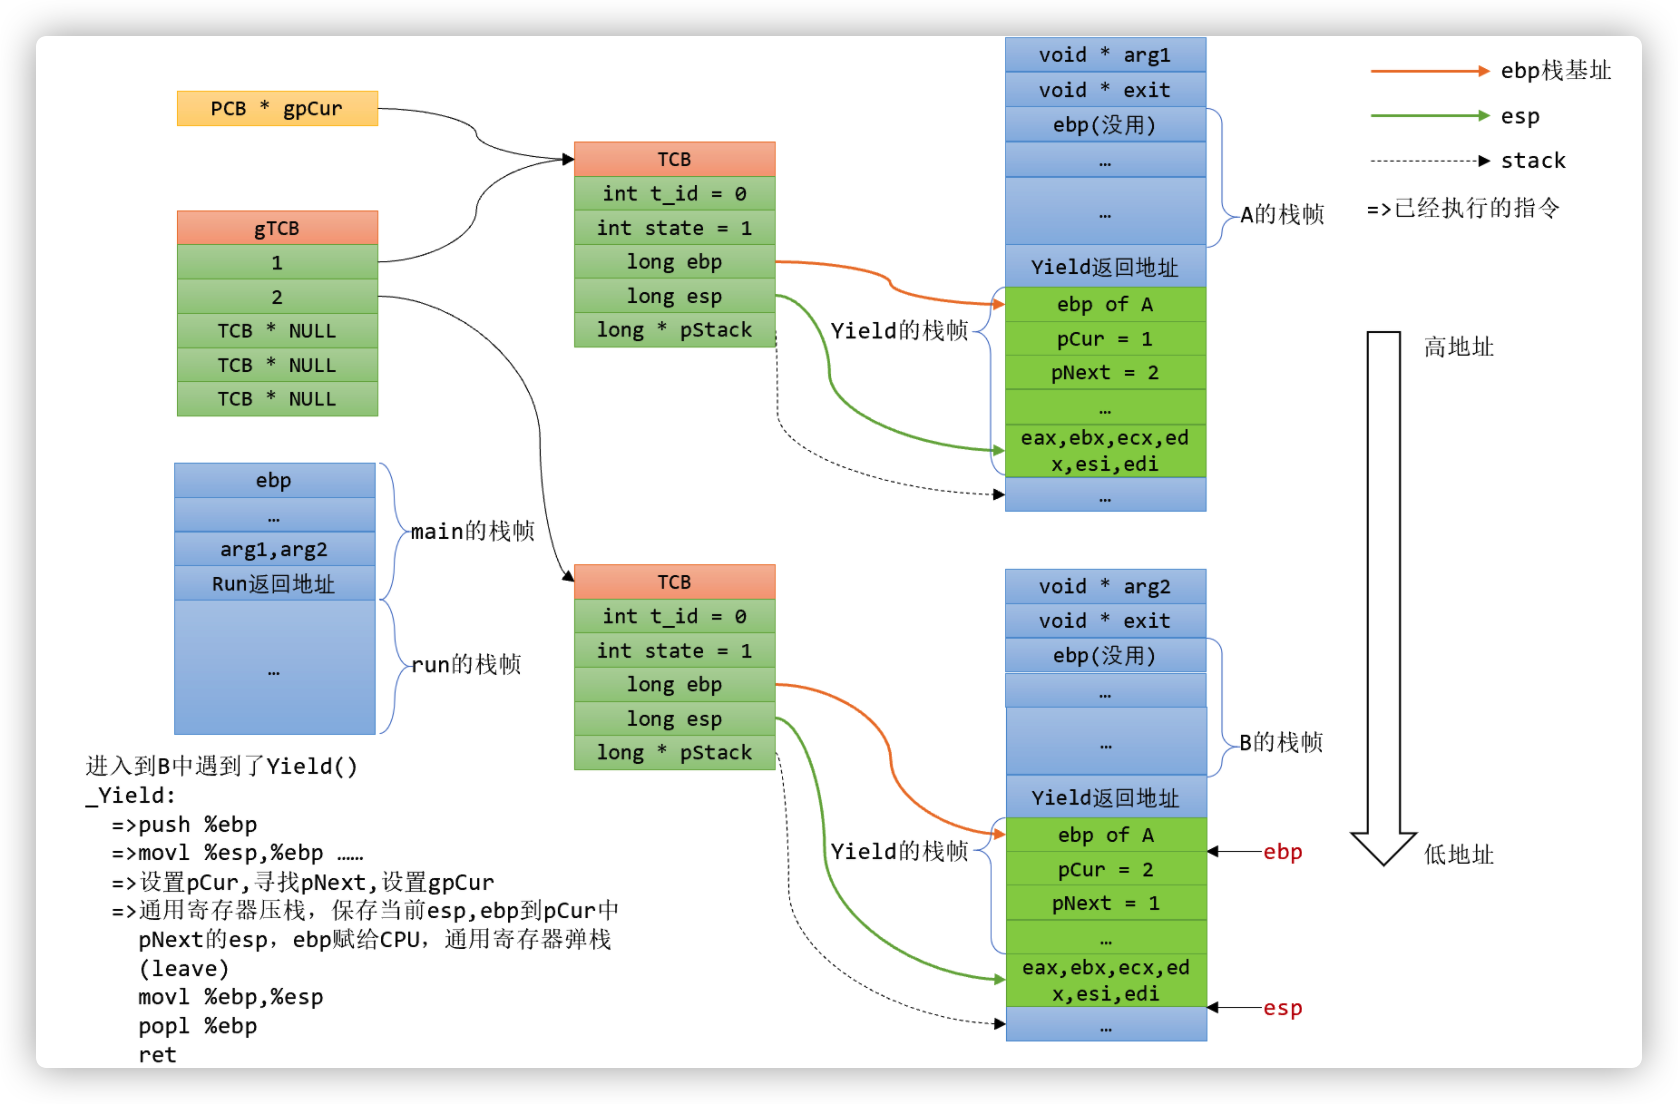 PCB * gpCur
gTCB
1
2
TCB * NULL
TCB * NULL
TCB * NULL
ebp
…
arg1,arg2
Run返回地址
…
main的栈帧
run的栈帧
进入到B中遇到了Yield()
_Yield:
=>push %ebp
=>movl %esp,%ebp ……
=>设置pCur,寻找pNext,设置gpCur
=>通用寄存器压栈，保存当前esp,ebp到pCur中
pNext的esp，ebp赋给CPU，通用寄存器弹栈
(leave)
movl %ebp,%esp
popl %ebp
ret
TCB
int t_id = 0
int state = 1
long ebp
long esp
long * pStack
TCB
int t_id = 0
int state = 1
long ebp
long esp
long * pStack
void * arg1
void * exit
ebp(没用)
…
…
Yield返回地址
ebp of A
pCur = 1
pNext = 2
…
eax,ebx,ecx,ed
x,esi,edi
…
A的栈帧
Yield的栈帧
void * arg2
void * exit
ebp(没用)
…
…
Yield返回地址
ebp of A
pCur = 2
pNext = 1
…
eax,ebx,ecx,ed
x,esi,edi
…
B的栈帧
Yield的栈帧
ebp
esp
ebp栈基址
esp
stack
=>已经执行的指令
高地址
低地址